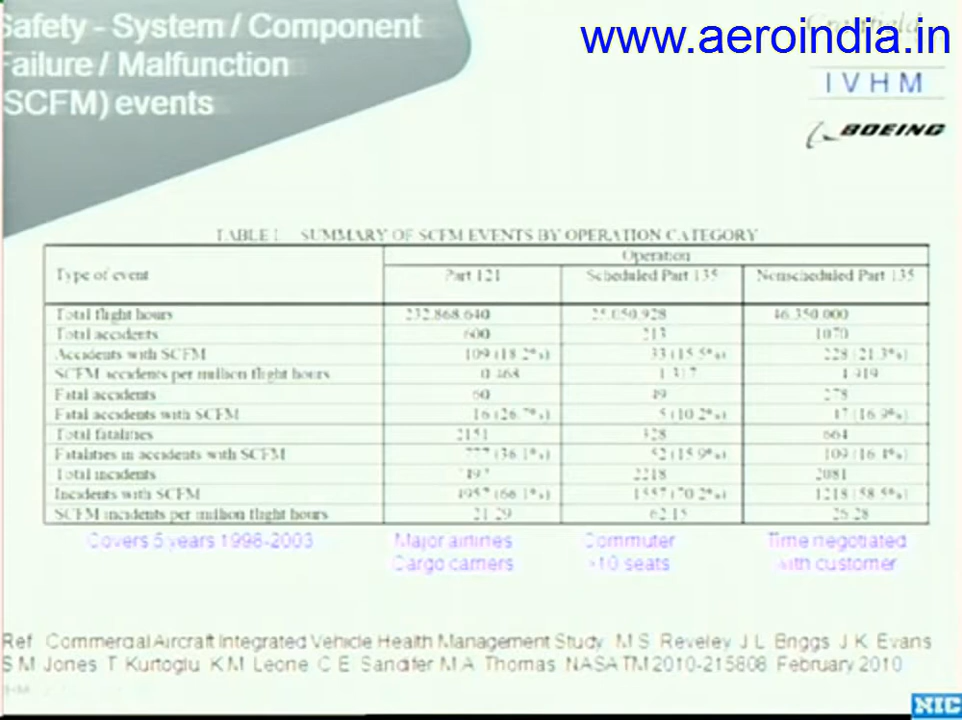 Safety - System / Component
Failure / Malfunction
(SCFM) events
www.aeroindia.in
Cranfield
IVHM
BOEING
TABLE I. SUMMARY OF SCFM EVENTS BY OPERATION CATEGORY
Type of event Operation
Part 121 Scheduled Part 135 Nonscheduled Part 135
Total flight hours 232,868,640 25,050,928 46,350,000
Total accidents 600 213 1070
Accidents with SCFM 109 (18.2%) 33 (15.5%) 228 (21.3%)
SCFM accidents per million flight hours 0.468 1.317 4.919
Fatal accidents 60 49 278
Fatal accidents with SCFM 16 (26.7%) 5 (10.2%) (16.9%)
Total fatalities 2151 328 664
Fatalities in accidents with SCFM (36.1%) 52 (15.9%)
Total incidents 2218 2081
Incidents with SCFM (66.1%) 1557 (70.2%) 1218 (58.5%)
SCFM incidents per million flight hours 21.29 62.15 26.28
Covers 5 years 1998-2003 Major airlines Commuter Time negotiated
Cargo carriers >10 seats with customer
Ref Commercial Aircraft Integrated Vehicle Health Management Study M S Reveley J L Briggs J K Evans
S M Jones T Kurtoglu K M Leone C E Sandifer M A Thomas NASA TM 2010-215808 February 2010
NIC